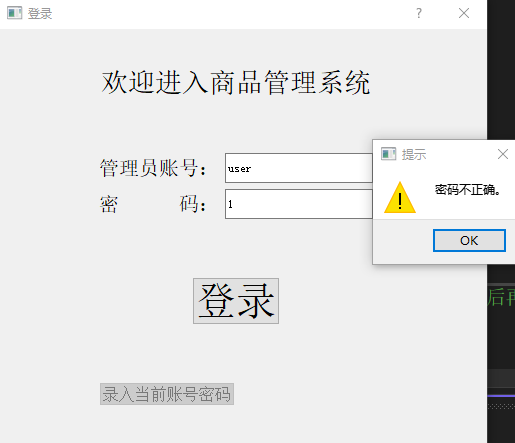 登录
?
欢迎进入商品管理系统
管理员账号： user
密 码： 1
提示
密码不正确。
OK
登录
后再
录入当前账号密码